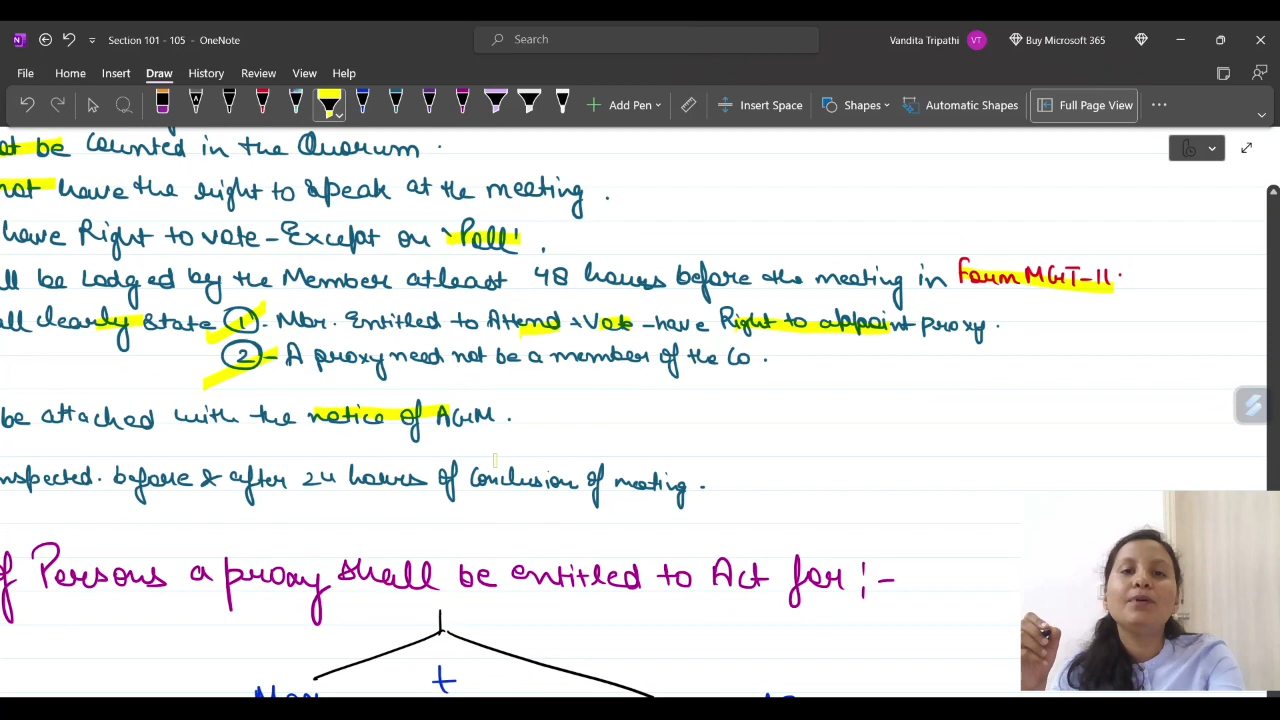 Section 101 - 105 - OneNote
Search
Vandita Tripathi VT
Buy Microsoft 365
File Home Insert Draw History Review View Help
Add Pen Insert Space Shapes Automatic Shapes Full Page View
ot be counted in the Quorum.
not have the right to speak at the meeting.
have Right to vote - Except on 'Poll'.
ll be Lodged by the Member atleast 48 hours before the meeting in Form MGT-11.
all clearly state 1 - Mbr. Entitled to Attend + Vote - have Right to appoint proxy.
2 - A proxy need not be a member of the Co.
be attached with the notice of AGM.
nspected. before & after 24 hours of Conclusion of meeting.
of Persons a proxy shall be entitled to Act for :-
t